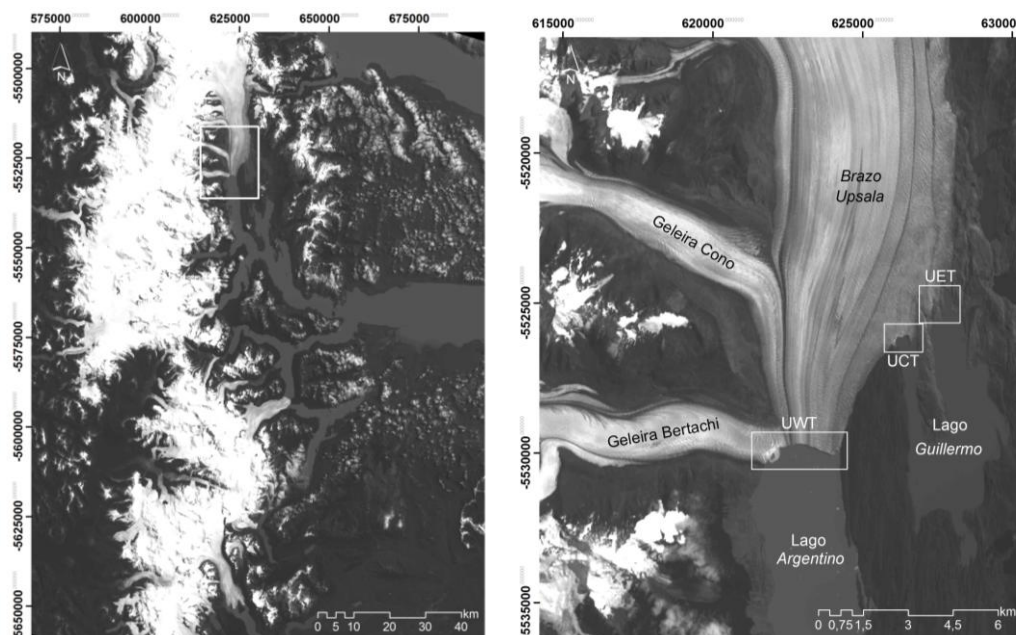 575000 600000 625000 650000 675000
-5500000
-5525000
-5550000
-5575000
-5600000
-5625000
-5650000
N
km
0 5 10 20 30 40
615000 620000 625000 63000
-5520000
-5525000
-5530000
-5535000
N
Brazo
Upsala
Geleira Cono
UET
UCT
UWT
Geleira Bertachi
Lago
Guillermo
Lago
Argentino
km
0 0,75 1,5 3 4,5 6